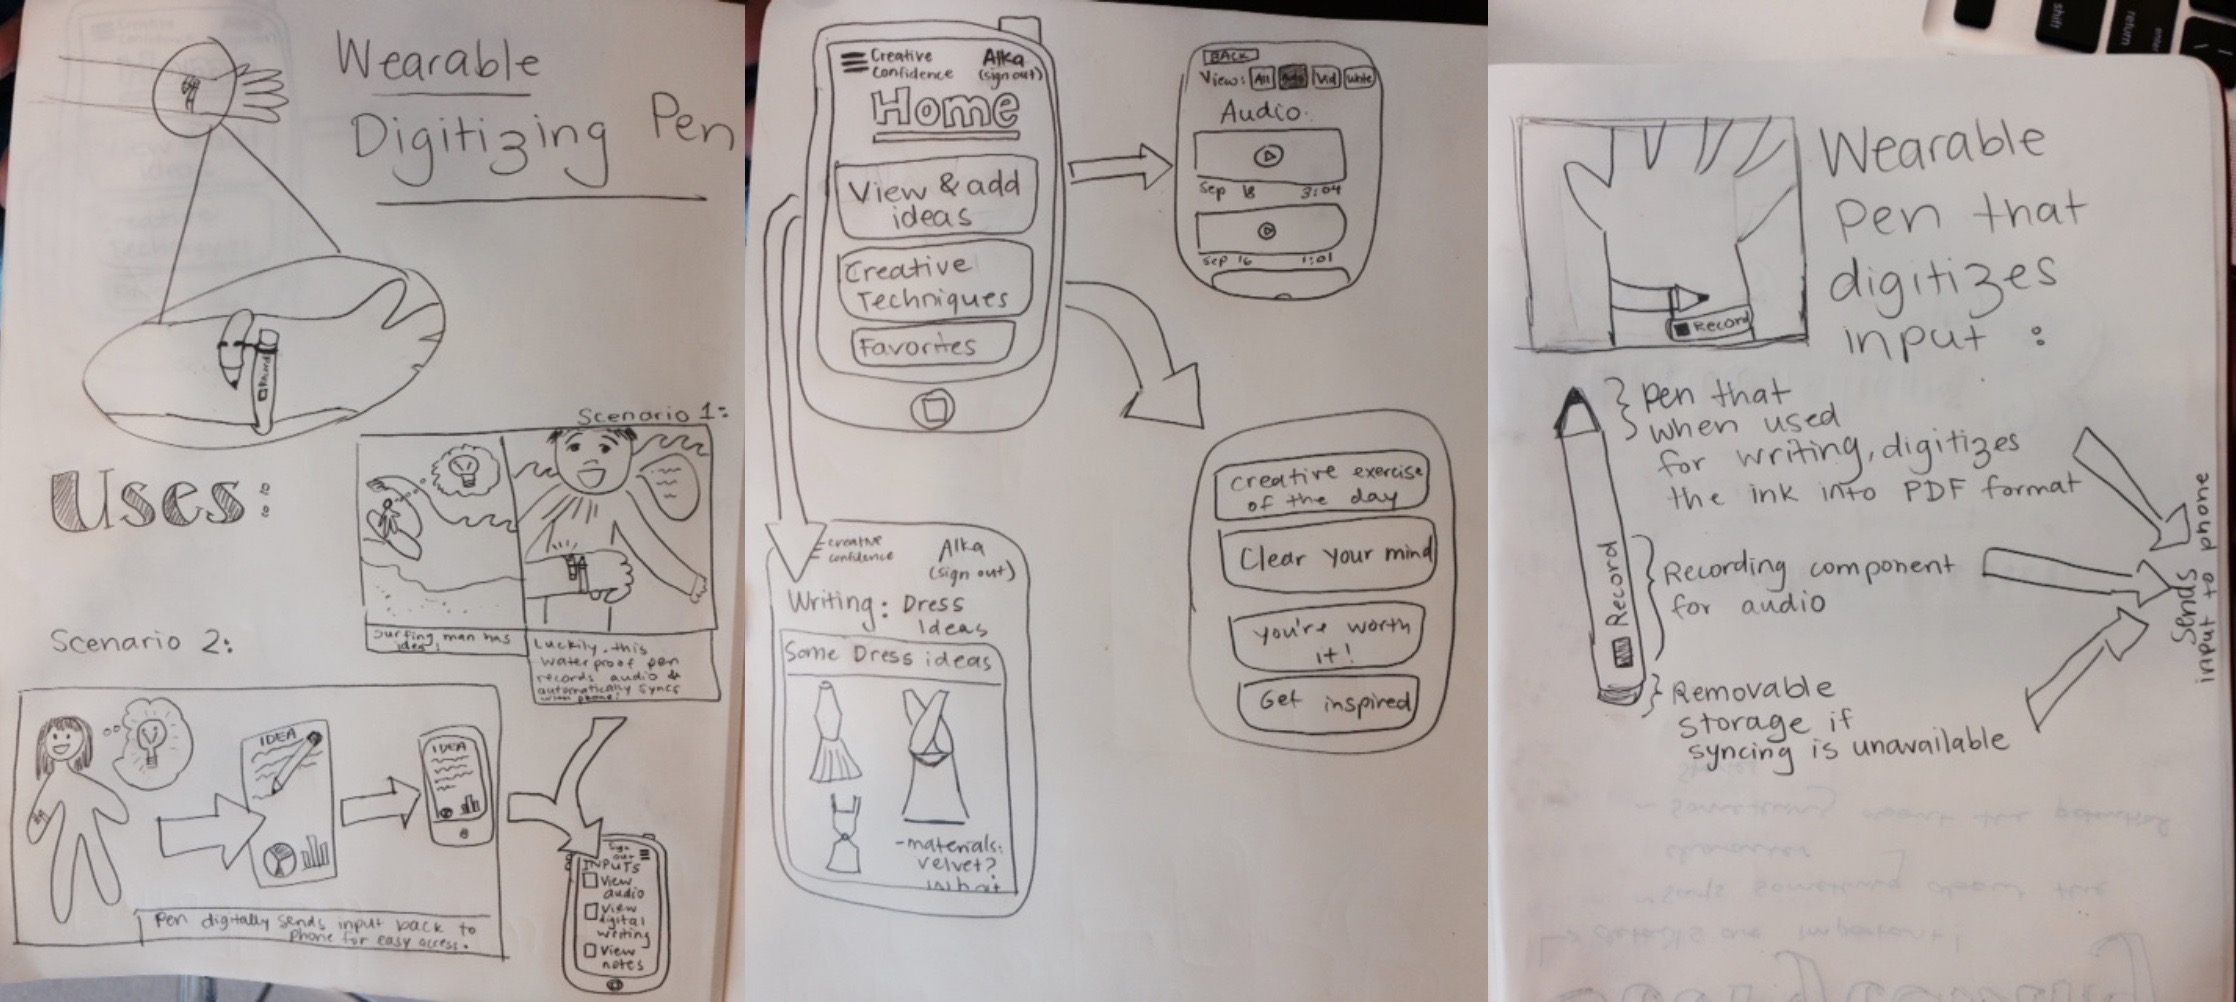 Wearable
Digitizing Pen
Record
Uses:
Scenario 1:
Surfing man has
idea!
Luckily, this
waterproof pen
records audio &
automatically syncs
with phone!
Scenario 2:
IDEA
IDEA
Pen digitally sends input back to
phone for easy access.
Sign
out
INPUTS
View
audio
View
digital
writing
View
notes
Creative
Confidence
Alka
(sign out)
Home
View & add
ideas
Creative
Techniques
Favorites
BACK
View: All Vid
Audio
Sep 18 3:04
Sep 16 1:01
creative exercise
of the day
Clear your mind
you're worth
it!
Get inspired
creative
confidence
Alka
(sign out)
Writing: Dress
Ideas
Some Dress ideas
-materials:
velvet?
What
shift
return
enter
Wearable
pen that
digitizes
input :
Record
pen that
when used
for writing, digitizes
the ink into PDF format
Record
Recording component
for audio
Removable
storage if
syncing is unavailable
Sends
input to phone